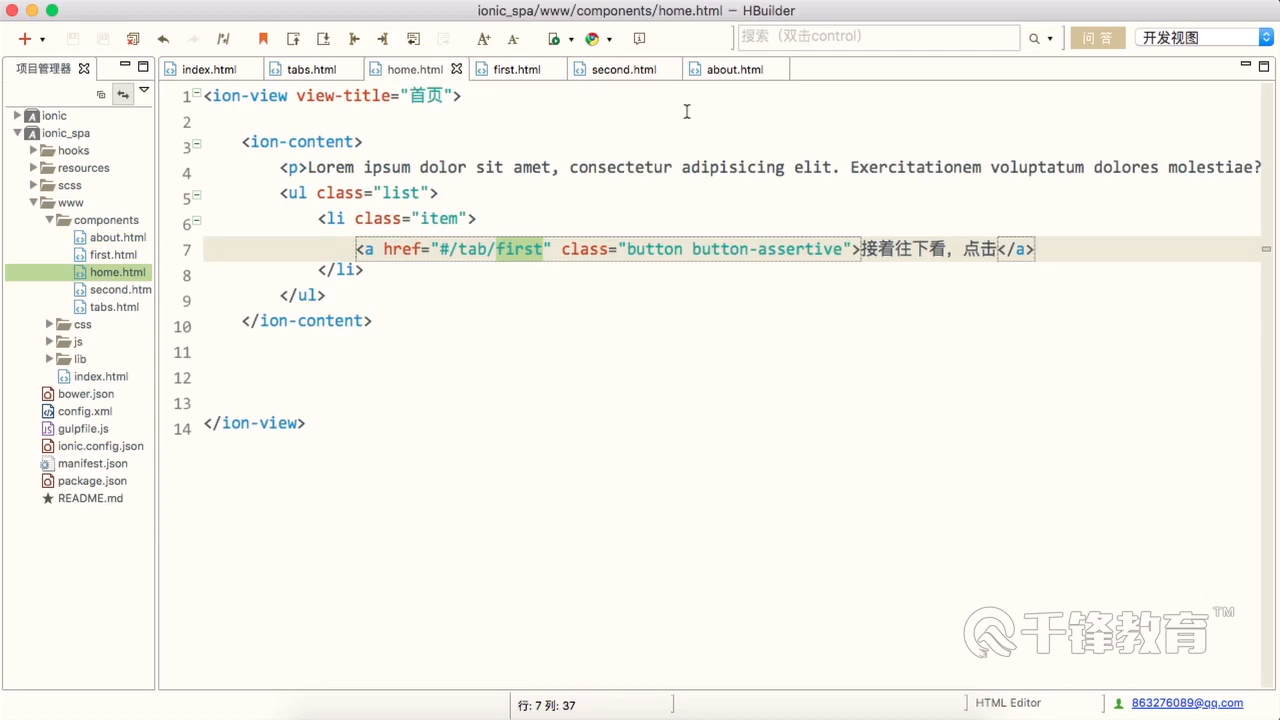 ionic_spa/www/components/home.html — HBuilder
搜索（双击control）
问答
开发视图
项目管理器
index.html
tabs.html
home.html
first.html
second.html
about.html
ionic
ionic_spa
hooks
resources
scss
www
components
about.html
first.html
home.html
second.htm
tabs.html
css
js
lib
index.html
bower.json
config.xml
gulpfile.js
ionic.config.json
manifest.json
package.json
README.md
1 <ion-view view-title="首页">
2
3 <ion-content>
4 <p>Lorem ipsum dolor sit amet, consectetur adipisicing elit. Exercitationem voluptatum dolores molestiae?
5 <ul class="list">
6 <li class="item">
7 <a href="#/tab/first" class="button button-assertive">接着往下看，点击</a>
8 </li>
9 </ul>
10 </ion-content>
11
12
13
14 </ion-view>
千锋教育™
行: 7 列: 37
HTML Editor
863276089@qq.com